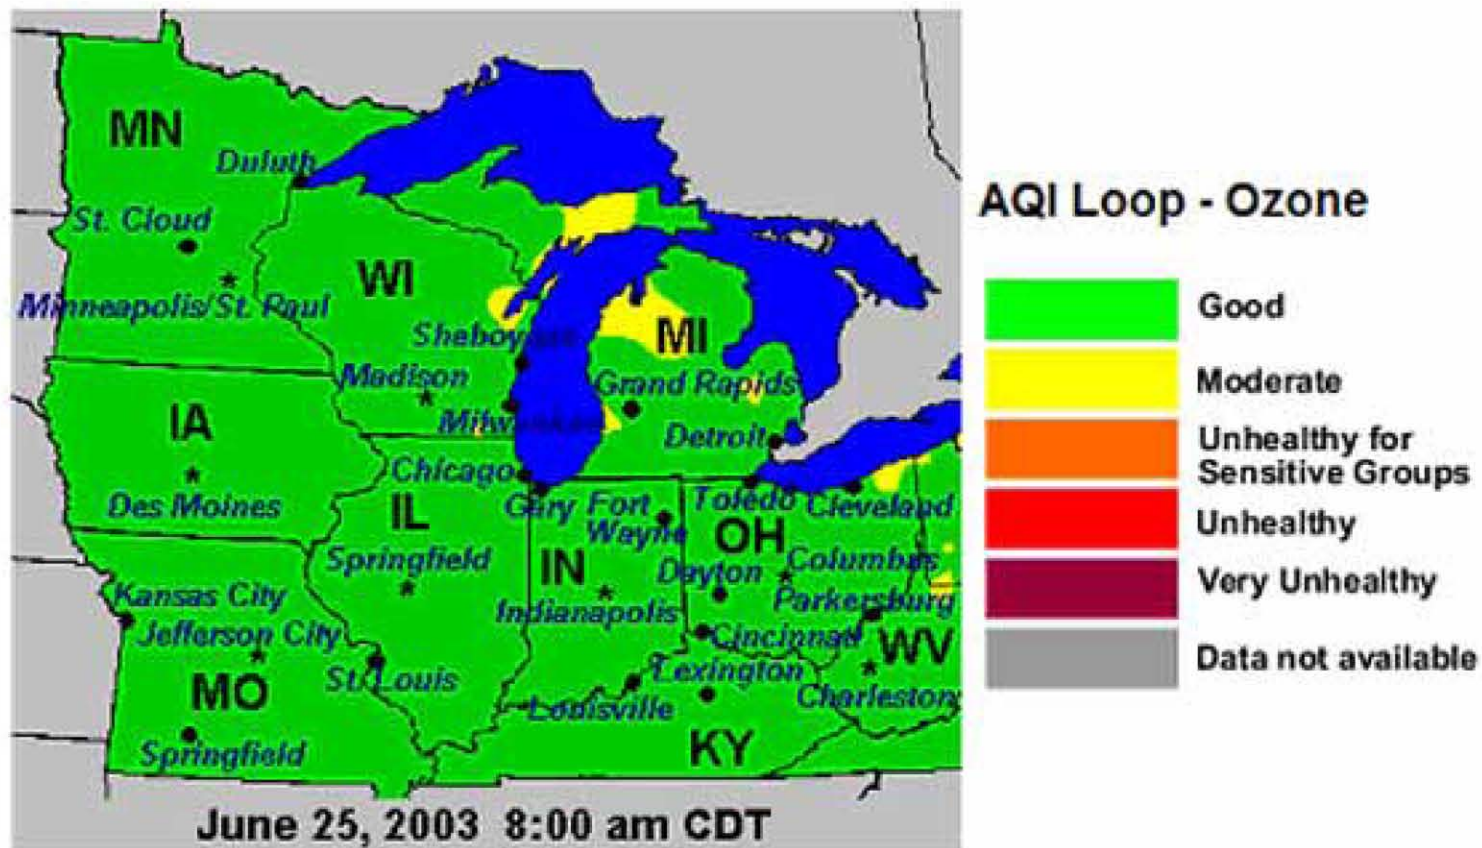 MN
Duluth
St. Cloud
Minneapolis/St. Paul
WI
Sheboygan
MI
Madison
Grand Rapids
Milwaukee
IA
Detroit
Chicago
Des Moines
IL
Gary
Fort
Wayne
Toledo
Cleveland
OH
Springfield
IN
Columbus
Dayton
Kansas City
Indianapolis
Parkersburg
Jefferson City
Cincinnati
WV
St. Louis
Lexington
MO
Charleston
Louisville
KY
Springfield
June 25, 2003 8:00 am CDT
AQI Loop - Ozone
Good
Moderate
Unhealthy for
Sensitive Groups
Unhealthy
Very Unhealthy
Data not available